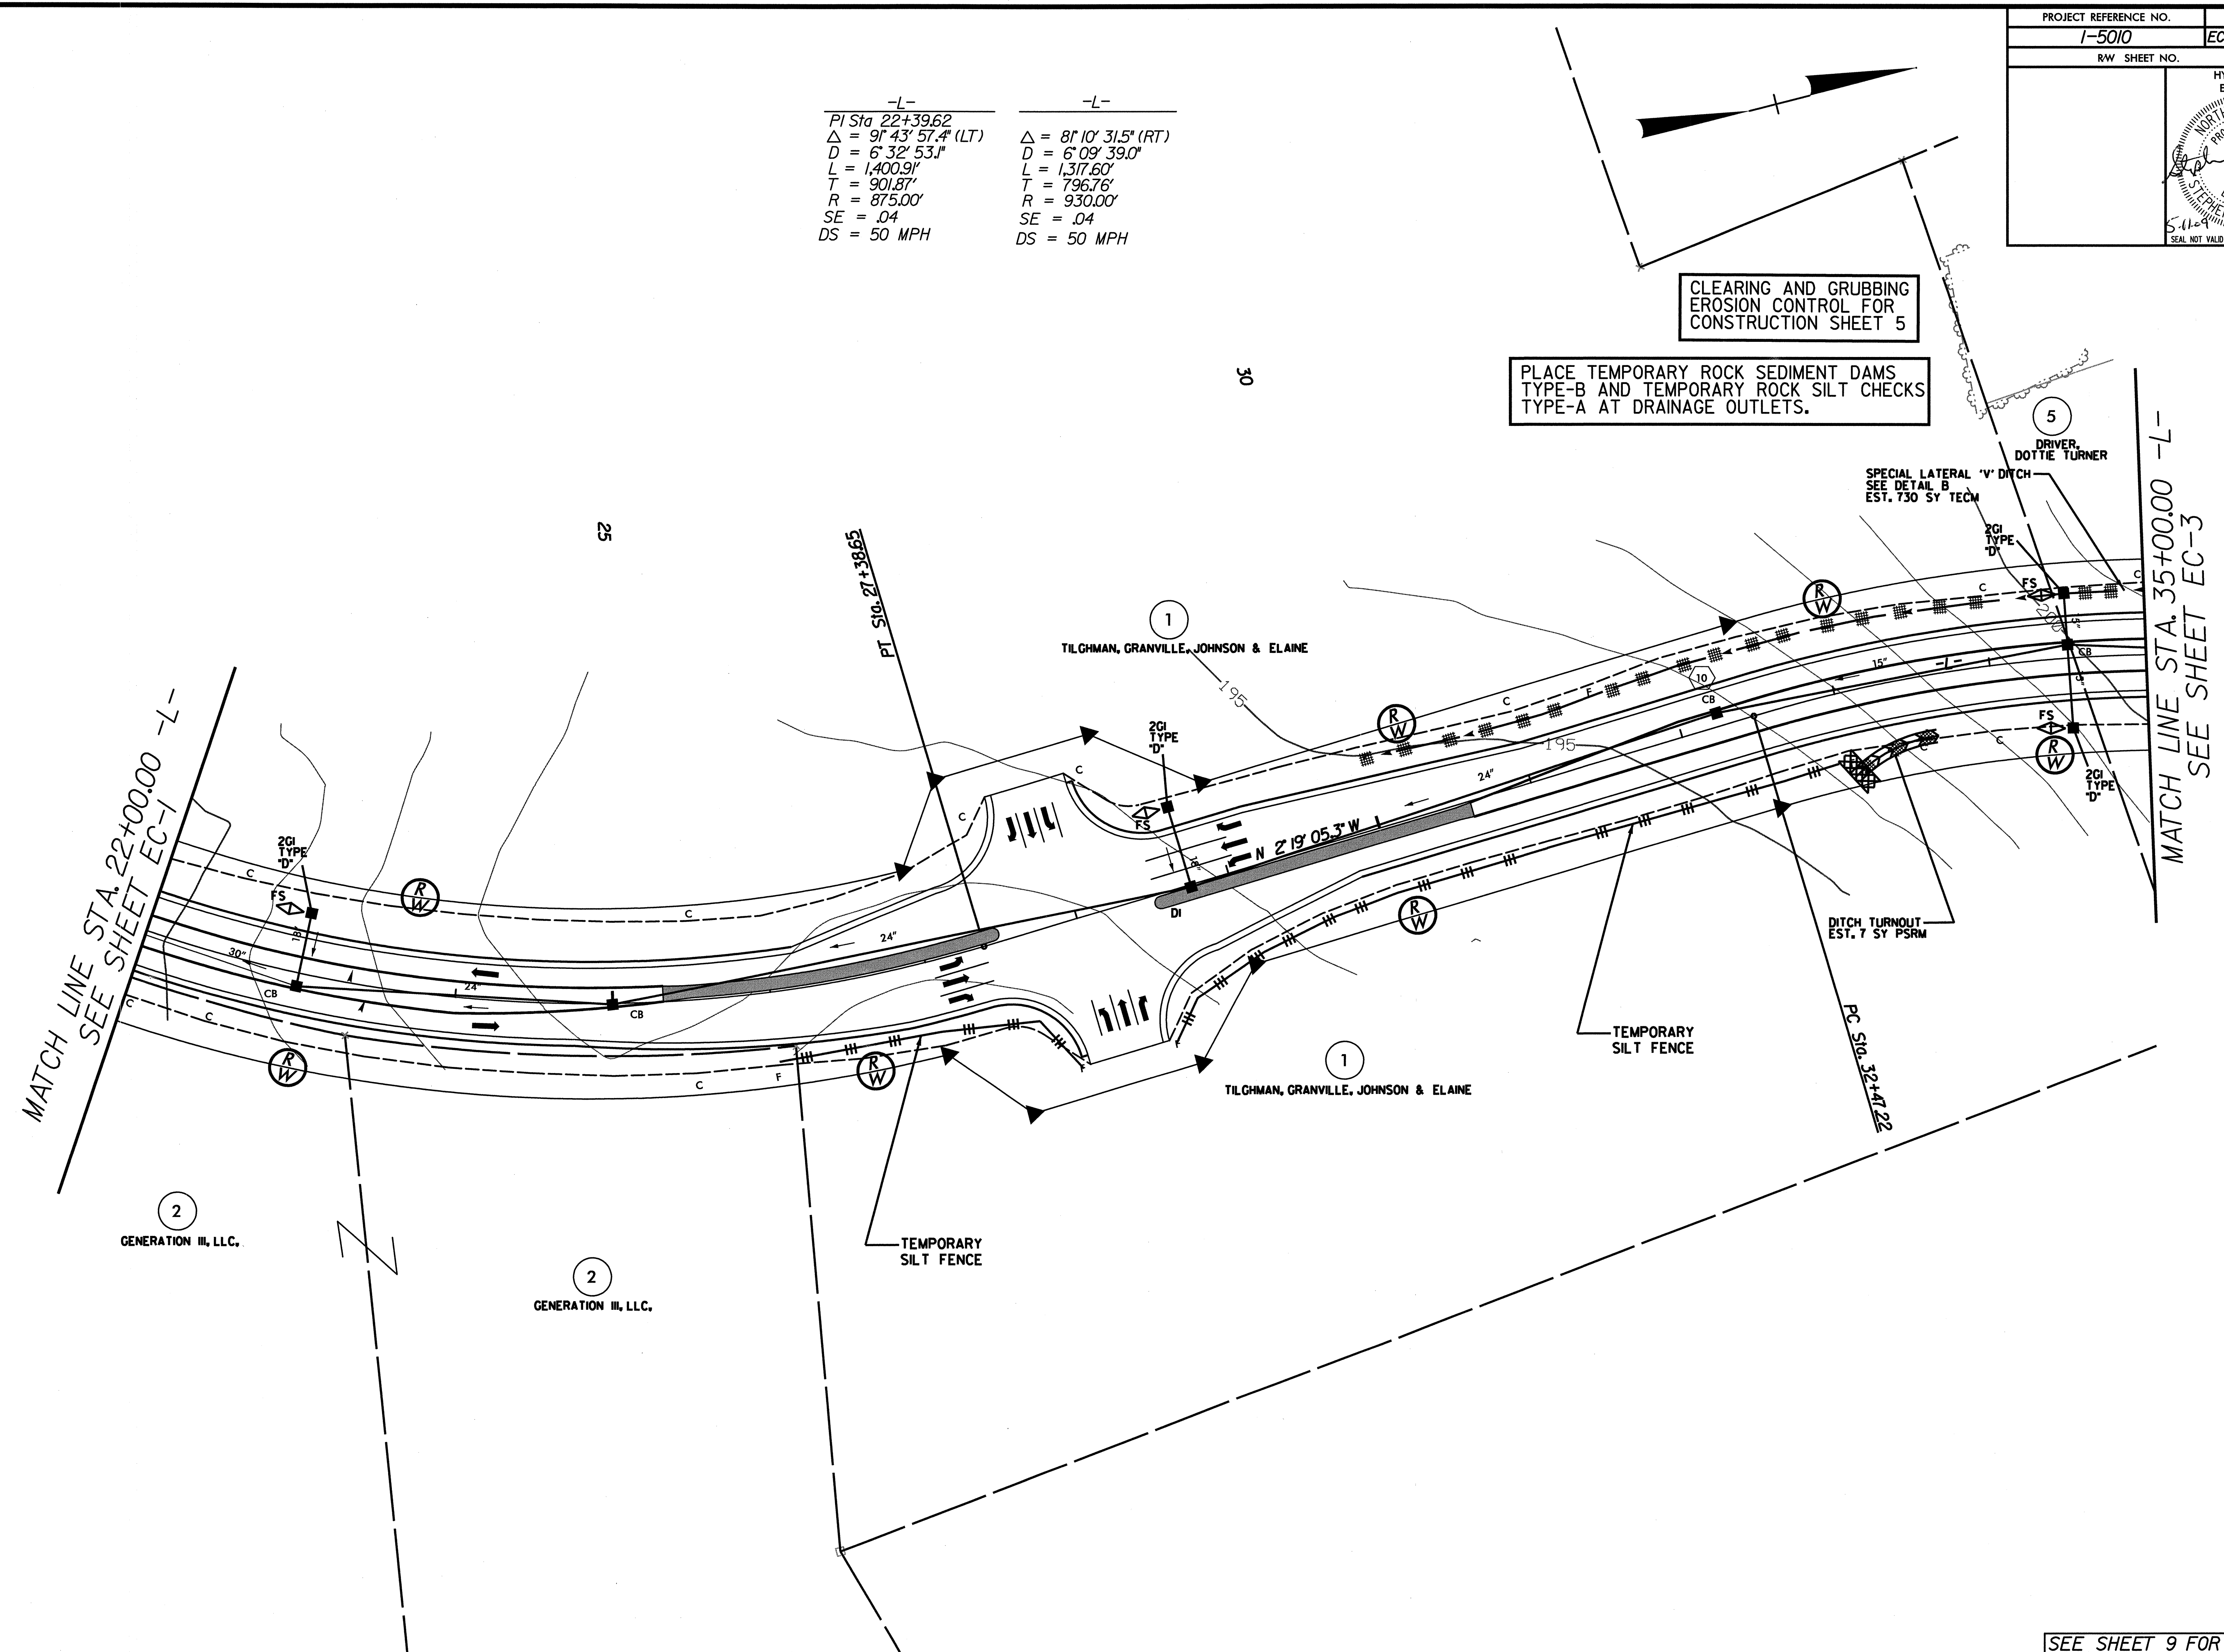 PROJECT REFERENCE NO.
I-5010
EC
R/W SHEET NO.
SEAL NOT VALID
-L-
PI Sta 22+39.62
Δ = 91° 43' 57.4" (LT)
D = 6° 32' 53.1"
L = 1,400.91'
T = 901.87'
R = 875.00'
SE = .04
DS = 50 MPH
-L-
Δ = 81° 10' 31.5" (RT)
D = 6° 09' 39.0"
L = 1,317.60'
T = 796.76'
R = 930.00'
SE = .04
DS = 50 MPH
CLEARING AND GRUBBING
EROSION CONTROL FOR
CONSTRUCTION SHEET 5
PLACE TEMPORARY ROCK SEDIMENT DAMS
TYPE-B AND TEMPORARY ROCK SILT CHECKS
TYPE-A AT DRAINAGE OUTLETS.
30
25
5
DRIVER,
DOTTIE TURNER
SPECIAL LATERAL 'V' DITCH
SEE DETAIL B
EST. 730 SY TECM
2GI
TYPE
"D"
FS
200
C
C
MATCH LINE STA. 35+00.00 -L-
SEE SHEET EC-3
PT Sta. 27+38.65
1
TILGHMAN, GRANVILLE, JOHNSON & ELAINE
195
195
R
W
R
W
C
F
10
CB
15"
-L-
CB
FS
R
W
C
2GI
TYPE
"D"
2GI
TYPE
"D"
FS
C
C
18"
24"
N 2° 19' 05.3" W
DI
R
W
MATCH LINE STA. 22+00.00 -L-
SEE SHEET EC-1
2GI
TYPE
"D"
FS
C
R
W
C
18"
30"
CB
24"
CB
24"
C
C
R
W
C
F
R
W
F
F
DITCH TURNOUT
EST. 7 SY PSRM
TEMPORARY
SILT FENCE
PC Sta. 32+47.22
1
TILGHMAN, GRANVILLE, JOHNSON & ELAINE
2
GENERATION III, LLC,
TEMPORARY
SILT FENCE
2
GENERATION III, LLC,
SEE SHEET 9 FOR